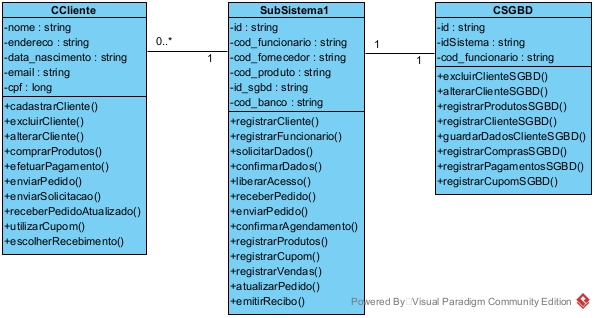 CCliente
-nome : string
-endereco : string
-data_nascimento : string
-email : string
-cpf : long
+cadastrarCliente()
+excluirCliente()
+alterarCliente()
+comprarProdutos()
+efetuarPagamento()
+enviarPedido()
+enviarSolicitacao()
+receberPedidoAtualizado()
+utilizarCupom()
+escolherRecebimento()
0..*
1
SubSistema1
-id : string
-cod_funcionario : string
-cod_fornecedor : string
-cod_produto : string
-id_sgbd : string
-cod_banco : string
+registrarCliente()
+registrarFuncionario()
+solicitarDados()
+confirmarDados()
+liberarAcesso()
+receberPedido()
+enviarPedido()
+confirmarAgendamento()
+registrarProdutos()
+registrarCupom()
+registrarVendas()
+atualizarPedido()
+emitirRecibo()
1
1
CSGBD
-id : string
-idSistema : string
-cod_funcionario : string
+excluirClienteSGBD()
+alterarClienteSGBD()
+registrarProdutosSGBD()
+registrarClienteSGBD()
+guardarDadosClienteSGBD()
+registrarComprasSGBD()
+registrarPagamentosSGBD()
+registrarCupomSGBD()
Powered By Visual Paradigm Community Edition